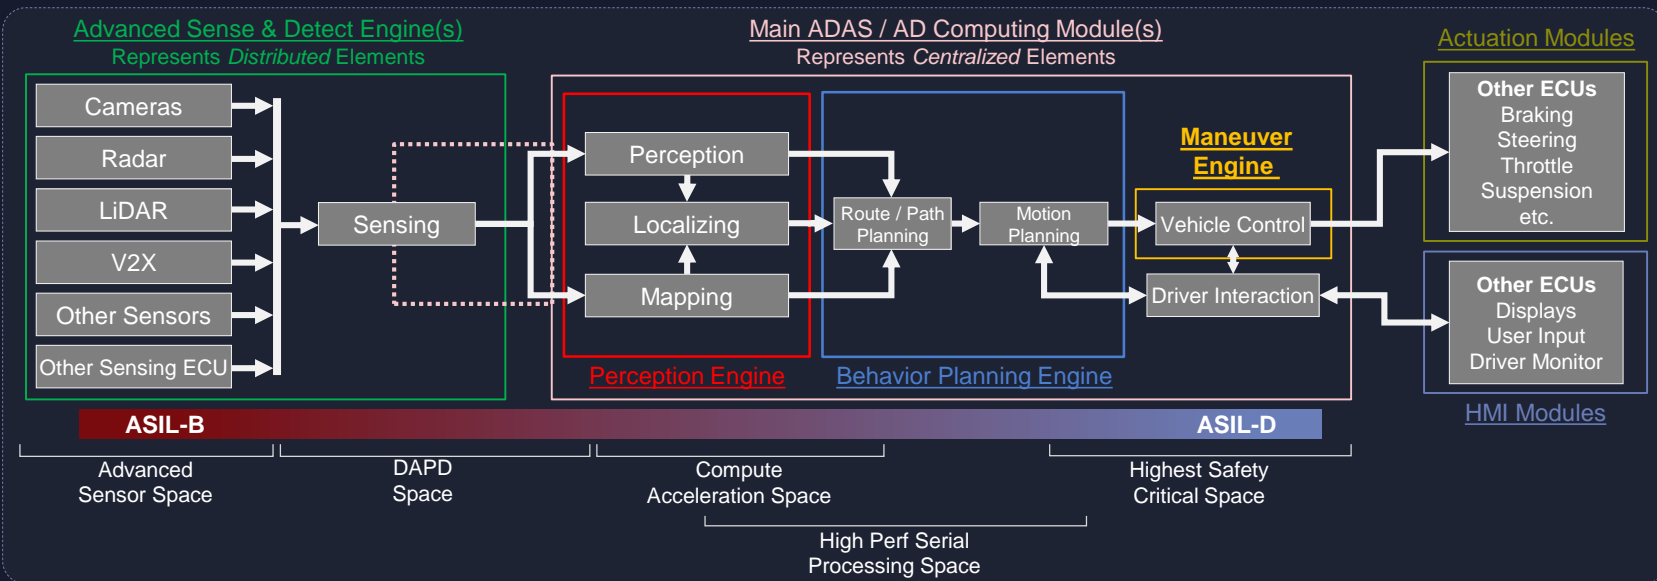 Advanced Sense & Detect Engine(s)
Represents Distributed Elements
Cameras
Radar
LiDAR
V2X
Other Sensors
Other Sensing ECU
Sensing
Main ADAS / AD Computing Module(s)
Represents Centralized Elements
Perception
Localizing
Mapping
Perception Engine
Route / Path
Planning
Motion
Planning
Behavior Planning Engine
Maneuver
Engine
Vehicle Control
Driver Interaction
Actuation Modules
Other ECUs
Braking
Steering
Throttle
Suspension
etc.
Other ECUs
Displays
User Input
Driver Monitor
HMI Modules
ASIL-B
ASIL-D
Advanced
Sensor Space
DAPD
Space
Compute
Acceleration Space
Highest Safety
Critical Space
High Perf Serial
Processing Space